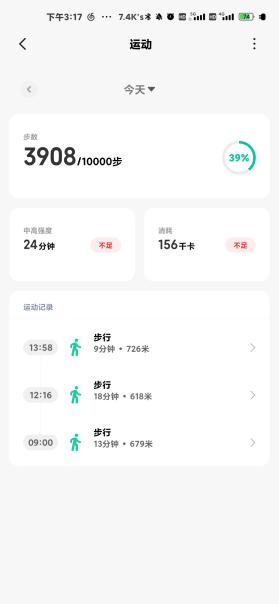 下午3:17
7.4K's
74
运动
今天
步数
3908/10000步
39%
中高强度
24分钟
不足
消耗
156千卡
不足
运动记录
13:58
步行
9分钟 • 726米
12:16
步行
18分钟 • 618米
09:00
步行
13分钟 • 679米